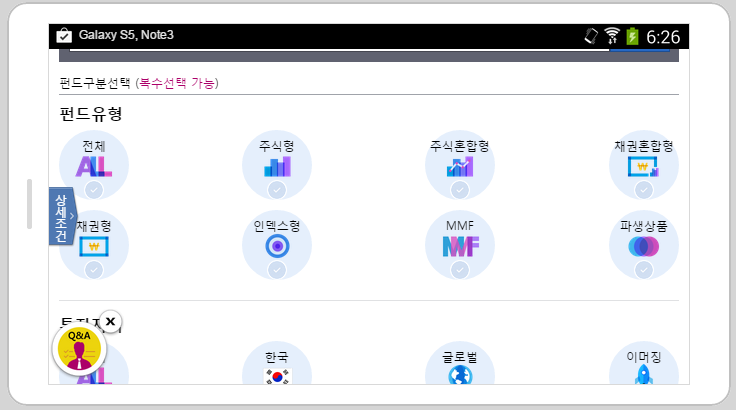 Galaxy S5, Note3
6:26
펀드구분선택 (복수선택 가능)
펀드유형
전체
주식형
주식혼합형
채권혼합형
ALL
상세조건
채권형
인덱스형
MMF
파생상품
MMF
Q&A
한국
글로벌
이머징
ALL